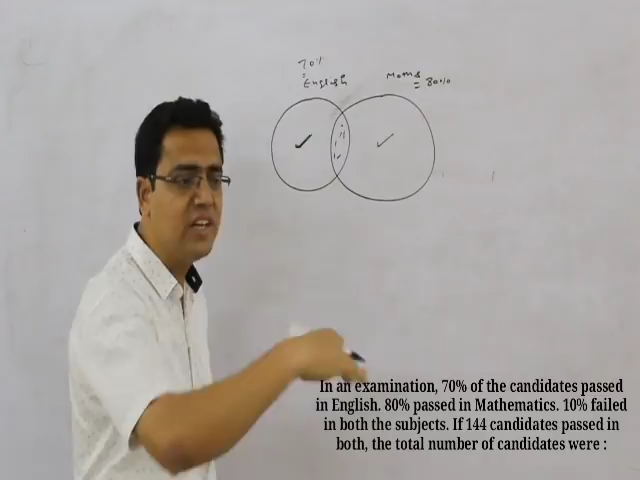 70%
=
English
Maths
= 80%
In an examination, 70% of the candidates passed
in English. 80% passed in Mathematics. 10% failed
in both the subjects. If 144 candidates passed in
both, the total number of candidates were :